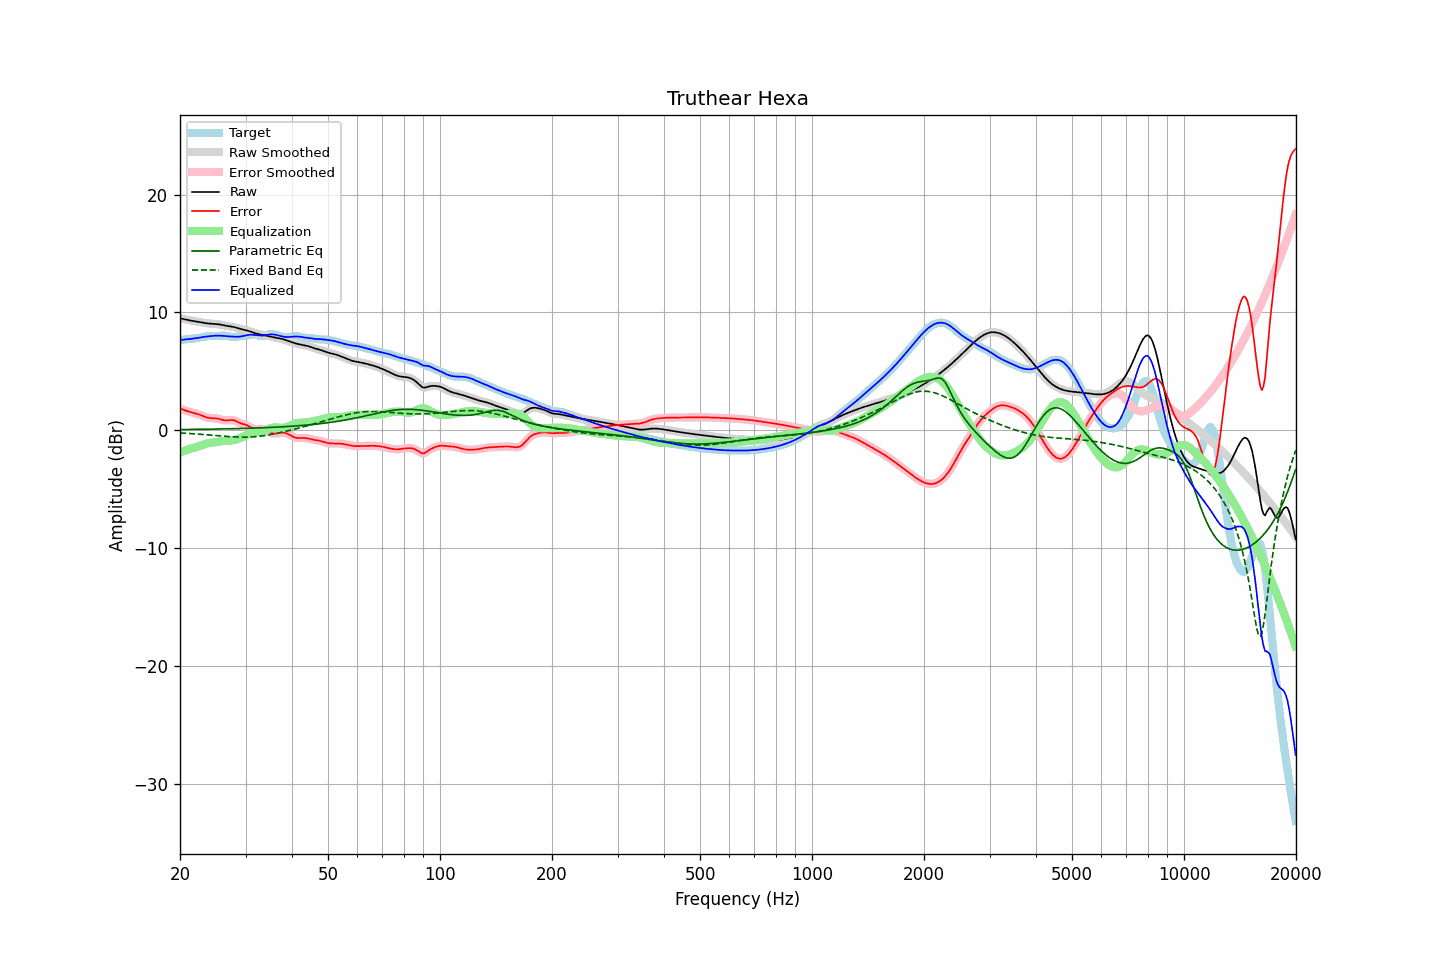 Truthear Hexa
Target
Raw Smoothed
Error Smoothed
Raw
Error
Equalization
Parametric Eq
Fixed Band Eq
Equalized
20
10
0
−10
−20
−30
Amplitude (dBr)
20 50 100 200 500 1000 2000 5000 10000 20000
Frequency (Hz)